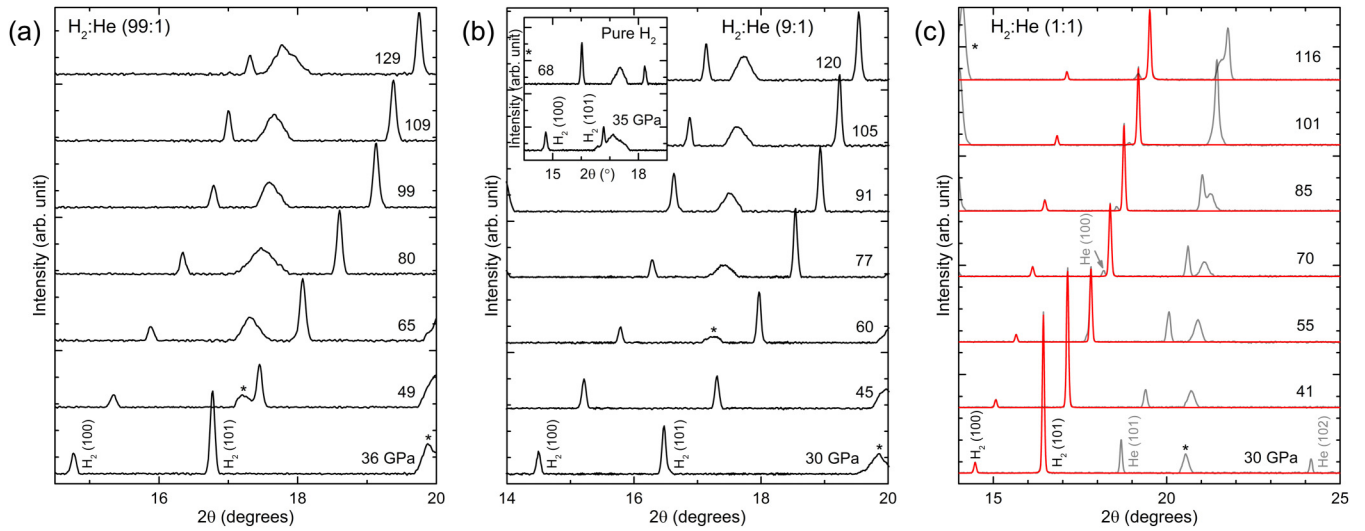 (a)
H₂:He (99:1)
129
109
99
80
65
49
*
36 GPa
*
H₂ (100)
H₂ (101)
Intensity (arb. unit)
16
18
20
2θ (degrees)
(b)
H₂:He (9:1)
Pure H₂
*
68
35 GPa
H₂ (100)
H₂ (101)
Intensity (arb. unit)
15
18
2θ (°)
120
105
91
77
60
*
45
30 GPa
*
H₂ (100)
H₂ (101)
Intensity (arb. unit)
14
16
18
20
2θ (degrees)
(c)
H₂:He (1:1)
*
116
101
85
He (100)
70
55
41
30 GPa
H₂ (100)
H₂ (101)
He (101)
*
He (102)
Intensity (arb. unit)
15
20
25
2θ (degrees)